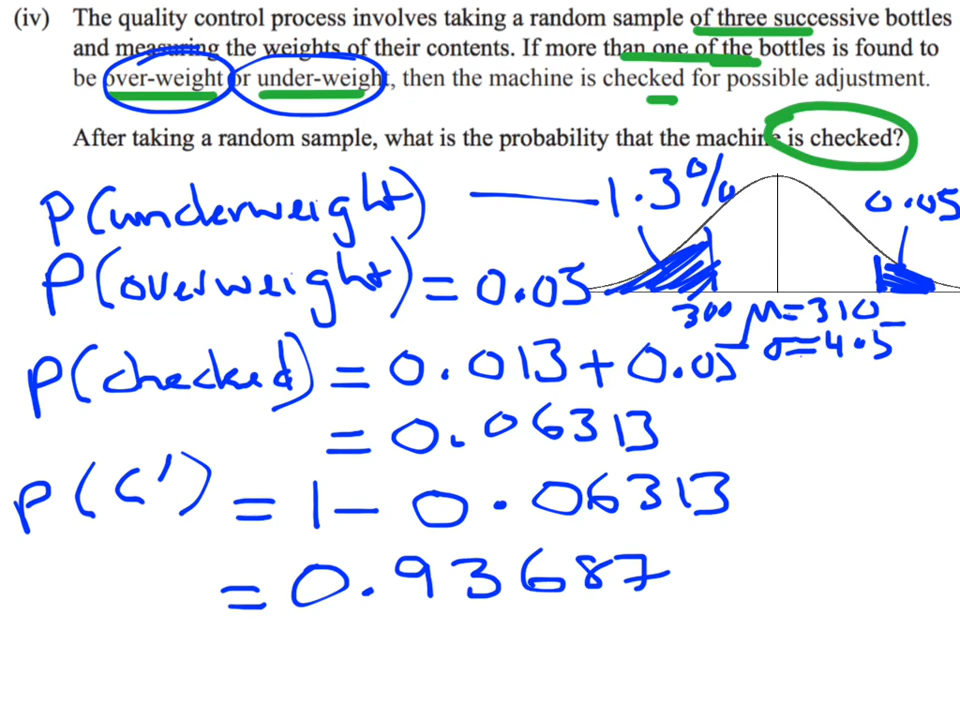 (iv) The quality control process involves taking a random sample of three successive bottles
and measuring the weights of their contents. If more than one of the bottles is found to
be over-weight or under-weight, then the machine is checked for possible adjustment.
After taking a random sample, what is the probability that the machine is checked?
P(underweight) — 1.3%
0.05
P(overweight) = 0.05
300 M=310
σ=4.5
P(checked) = 0.013 + 0.05
= 0.06313
P(C') = 1 - 0.06313
= 0.93687